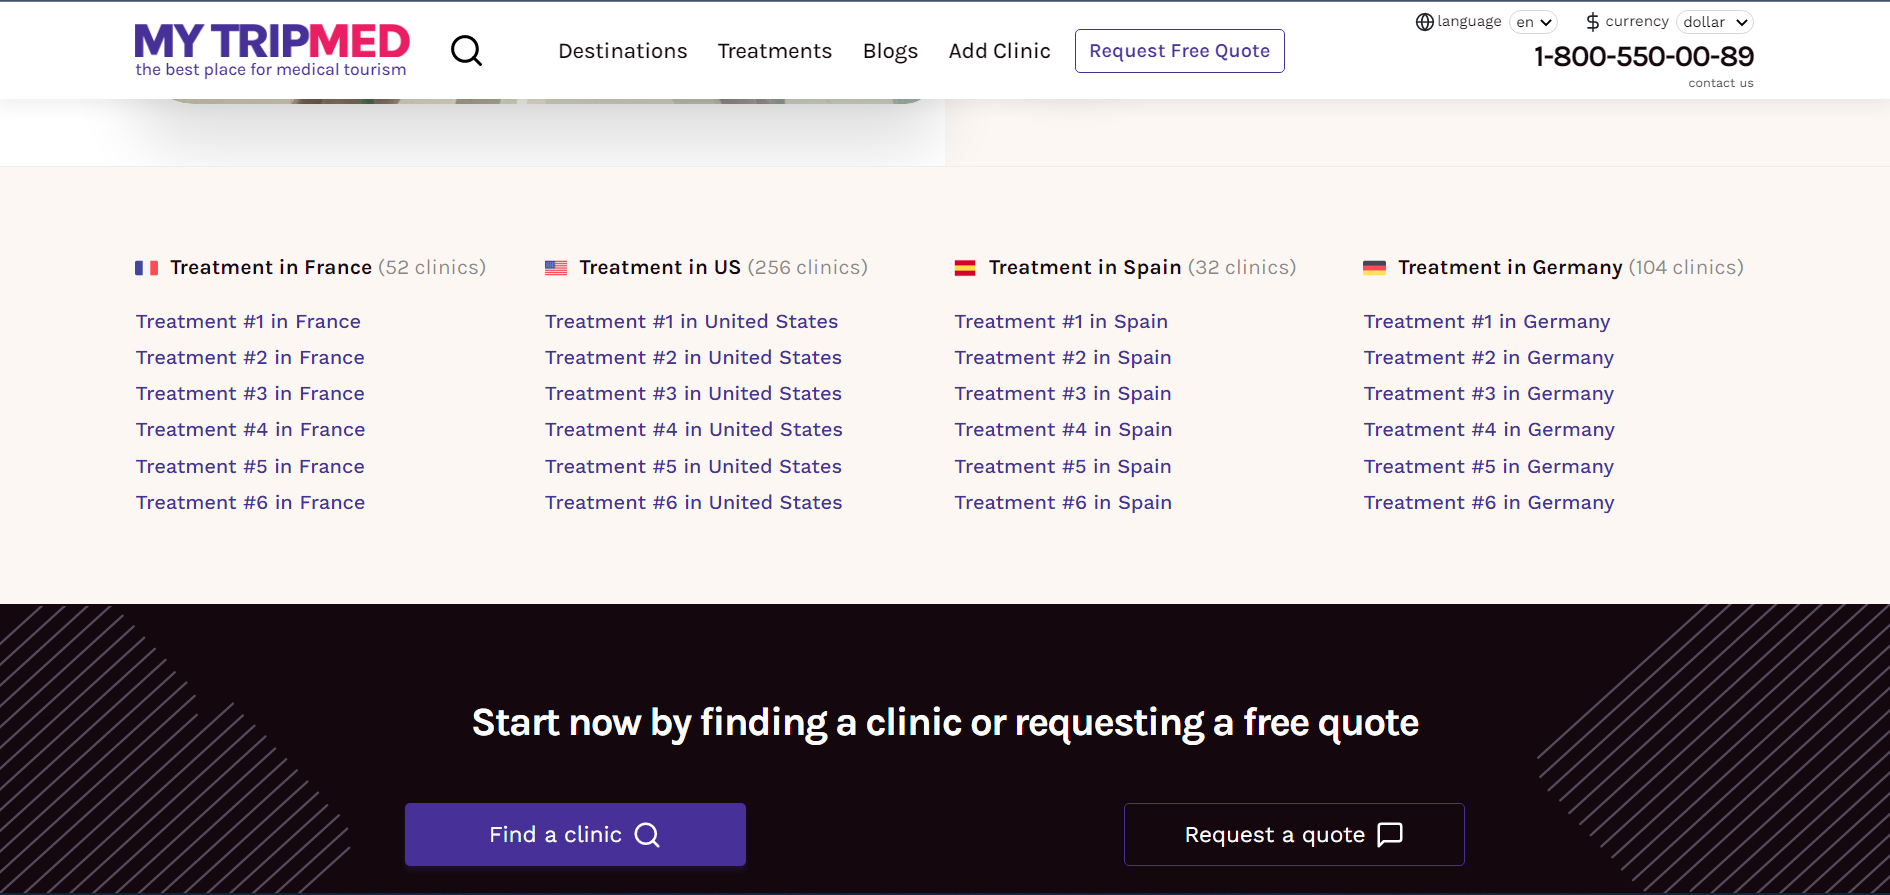 MY TRIPMED
the best place for medical tourism
Destinations
Treatments
Blogs
Add Clinic
Request Free Quote
language en
currency dollar
1-800-550-00-89
contact us
Treatment in France (52 clinics)
Treatment #1 in France
Treatment #2 in France
Treatment #3 in France
Treatment #4 in France
Treatment #5 in France
Treatment #6 in France
Treatment in US (256 clinics)
Treatment #1 in United States
Treatment #2 in United States
Treatment #3 in United States
Treatment #4 in United States
Treatment #5 in United States
Treatment #6 in United States
Treatment in Spain (32 clinics)
Treatment #1 in Spain
Treatment #2 in Spain
Treatment #3 in Spain
Treatment #4 in Spain
Treatment #5 in Spain
Treatment #6 in Spain
Treatment in Germany (104 clinics)
Treatment #1 in Germany
Treatment #2 in Germany
Treatment #3 in Germany
Treatment #4 in Germany
Treatment #5 in Germany
Treatment #6 in Germany
Start now by finding a clinic or requesting a free quote
Find a clinic
Request a quote